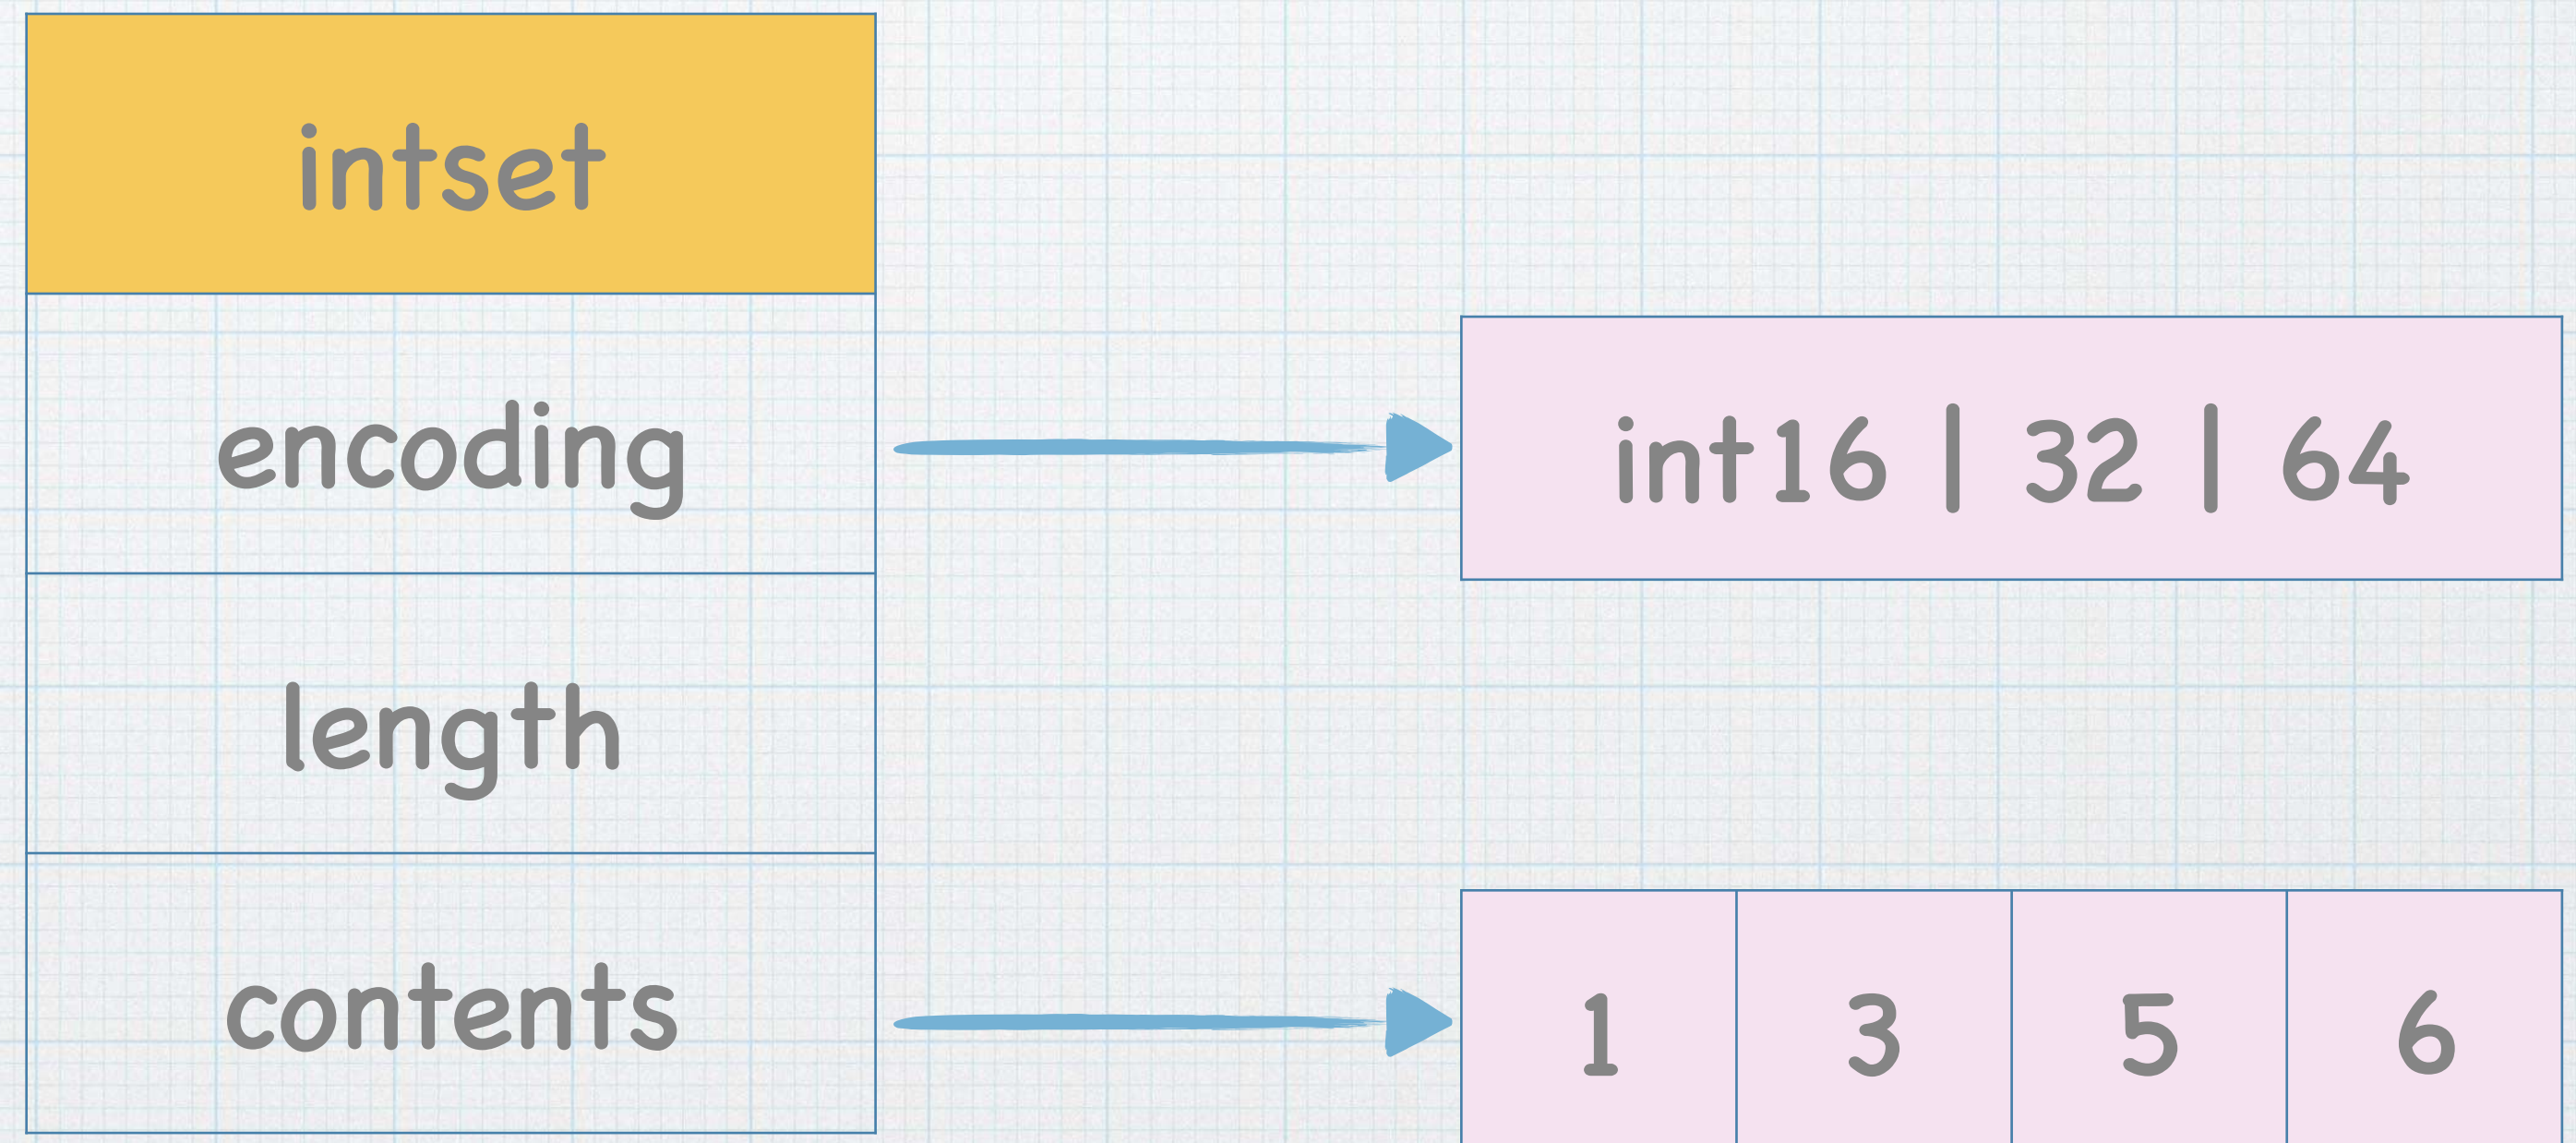 intset
encoding
int16 | 32 | 64
length
contents
1 3 5 6